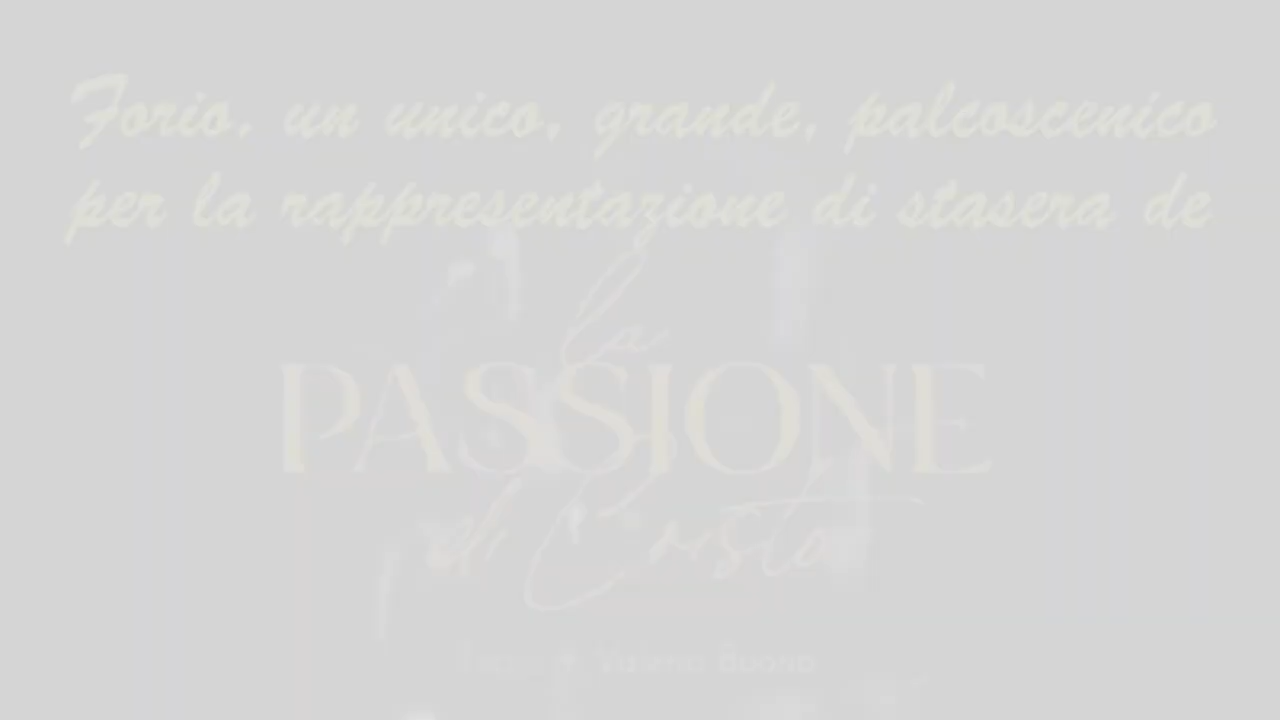 Forio, un unico, grande, palcoscenico
per la rappresentazione di stasera de
la
PASSIONE
di Cristo